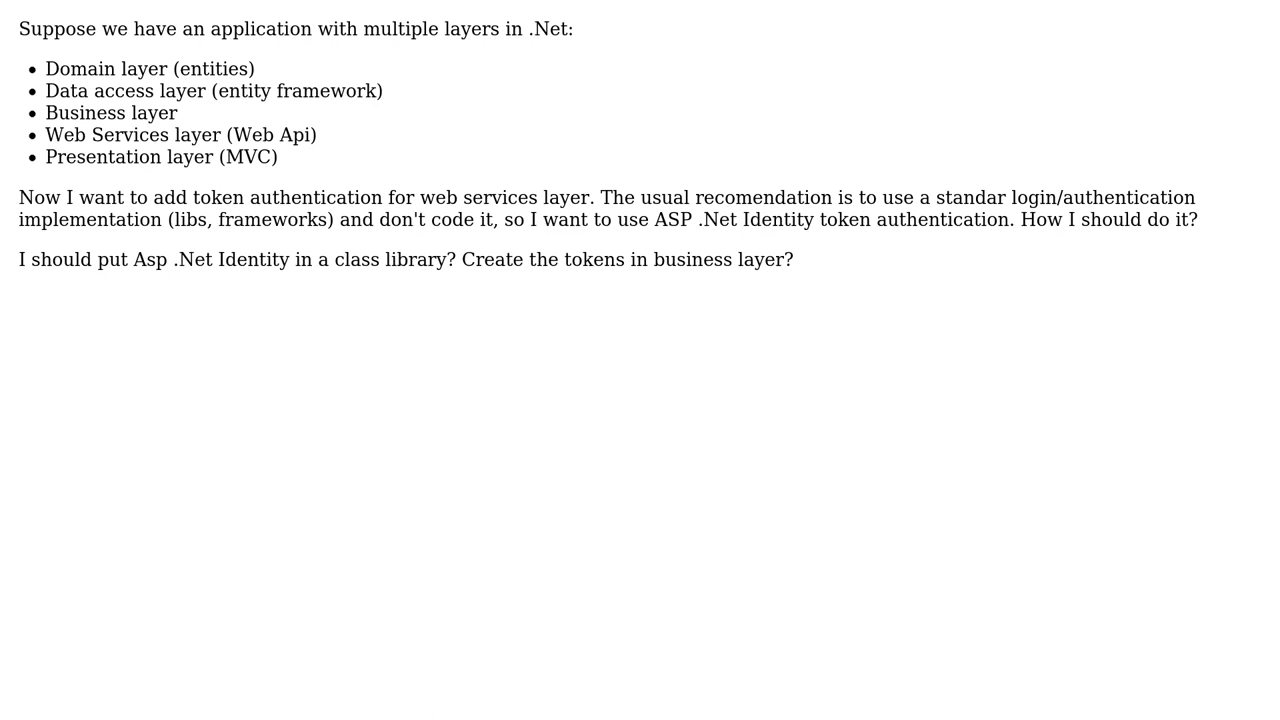 Suppose we have an application with multiple layers in .Net:
• Domain layer (entities)
• Data access layer (entity framework)
• Business layer
• Web Services layer (Web Api)
• Presentation layer (MVC)
Now I want to add token authentication for web services layer. The usual recomendation is to use a standar login/authentication
implementation (libs, frameworks) and don't code it, so I want to use ASP .Net Identity token authentication. How I should do it?
I should put Asp .Net Identity in a class library? Create the tokens in business layer?